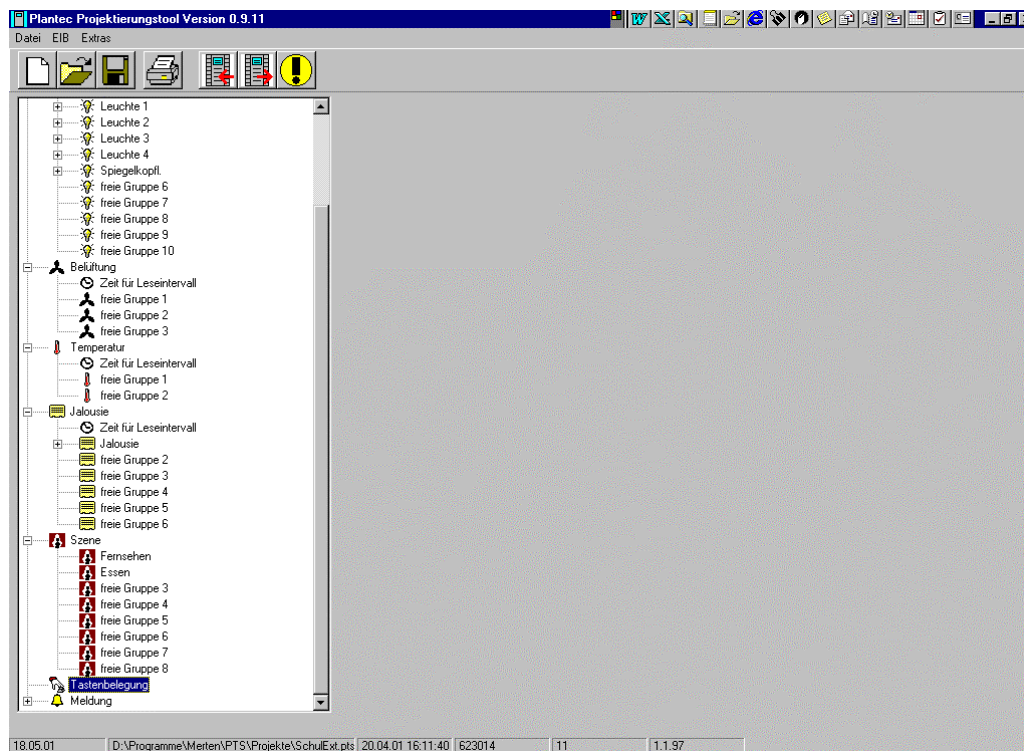 Plantec Projektierungstool Version 0.9.11
Datei EIB Extras
Leuchte 1
Leuchte 2
Leuchte 3
Leuchte 4
Spiegelkopfl.
freie Gruppe 6
freie Gruppe 7
freie Gruppe 8
freie Gruppe 9
freie Gruppe 10
Belüftung
Zeit für Leseintervall
freie Gruppe 1
freie Gruppe 2
freie Gruppe 3
Temperatur
Zeit für Leseintervall
freie Gruppe 1
freie Gruppe 2
Jalousie
Zeit für Leseintervall
Jalousie
freie Gruppe 2
freie Gruppe 3
freie Gruppe 4
freie Gruppe 5
freie Gruppe 6
Szene
Fernsehen
Essen
freie Gruppe 3
freie Gruppe 4
freie Gruppe 5
freie Gruppe 6
freie Gruppe 7
freie Gruppe 8
Tastenbelegung
Meldung
18.05.01 D:\Programme\Merten\PTS\Projekte\SchulExt.pts 20.04.01 16:11:40 623014 11 1.1.97